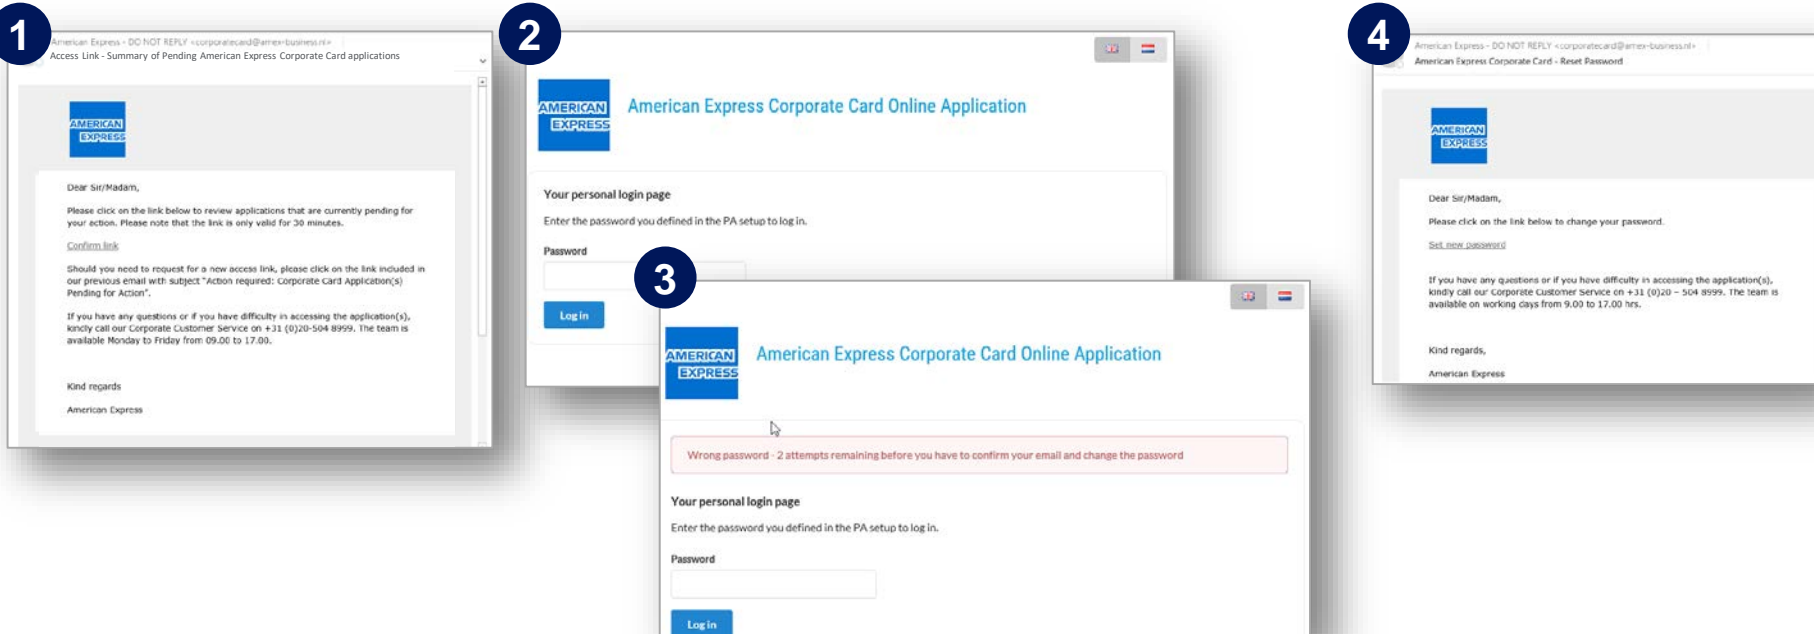 1
American Express - DO NOT REPLY <corporatecard@amex-business.nl>
Access Link - Summary of Pending American Express Corporate Card applications
AMERICAN
EXPRESS
Dear Sir/Madam,
Please click on the link below to review applications that are currently pending for
your action. Please note that the link is only valid for 30 minutes.
Confirm link
Should you need to request for a new access link, please click on the link included in
our previous email with subject "Action required: Corporate Card Application(s)
Pending for Action".
If you have any questions or if you have difficulty in accessing the application(s),
kindly call our Corporate Customer Service on +31 (0)20-504 8999. The team is
available Monday to Friday from 09.00 to 17.00.
Kind regards
American Express
2
AMERICAN
EXPRESS
American Express Corporate Card Online Application
Your personal login page
Enter the password you defined in the PA setup to log in.
Password
Log in
3
AMERICAN
EXPRESS
American Express Corporate Card Online Application
Wrong password - 2 attempts remaining before you have to confirm your email and change the password
Your personal login page
Enter the password you defined in the PA setup to log in.
Password
Log in
4
American Express - DO NOT REPLY <corporatecard@amex-business.nl>
American Express Corporate Card - Reset Password
AMERICAN
EXPRESS
Dear Sir/Madam,
Please click on the link below to change your password.
Set new password
If you have any questions or if you have difficulty in accessing the application(s),
kindly call our Corporate Customer Service on +31 (0)20 – 504 8999. The team is
available on working days from 9.00 to 17.00 hrs.
Kind regards,
American Express